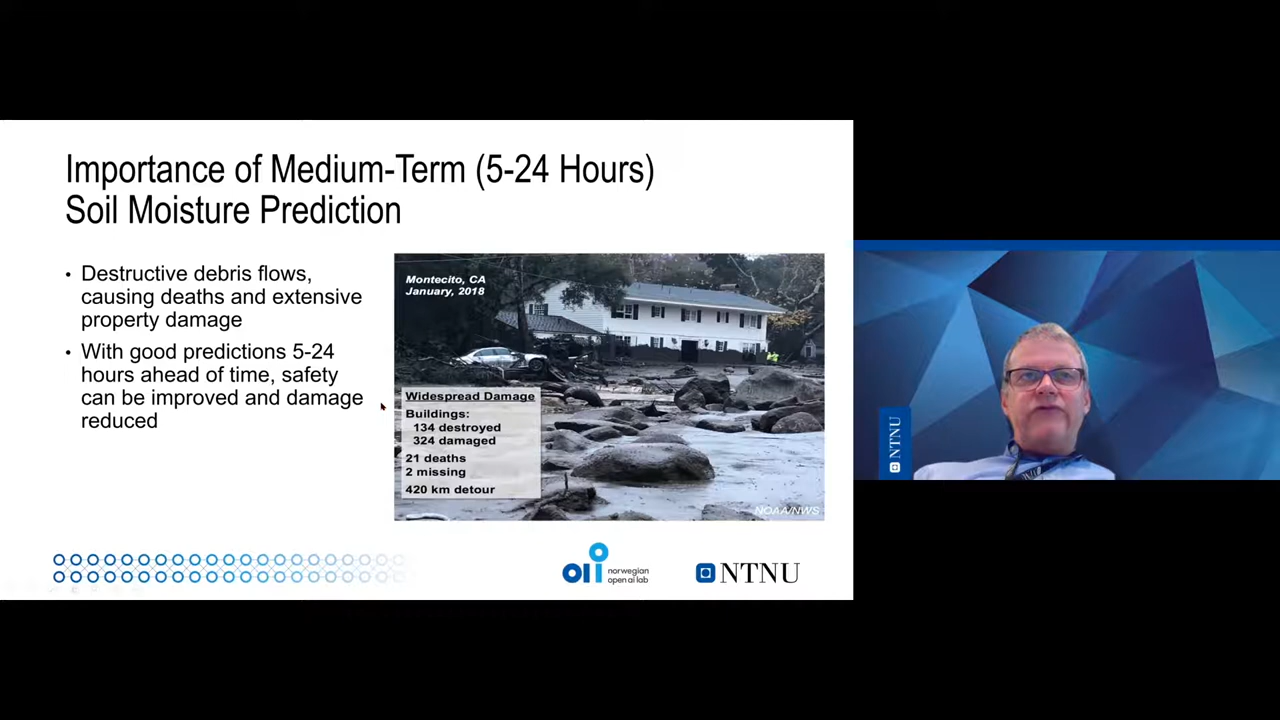 Importance of Medium-Term (5-24 Hours)
Soil Moisture Prediction
• Destructive debris flows,
causing deaths and extensive
property damage
• With good predictions 5-24
hours ahead of time, safety
can be improved and damage
reduced
Montecito, CA
January, 2018
Widespread Damage
Buildings:
134 destroyed
324 damaged
21 deaths
2 missing
420 km detour
NOAA/NWS
norwegian
open ai lab
NTNU
NTNU